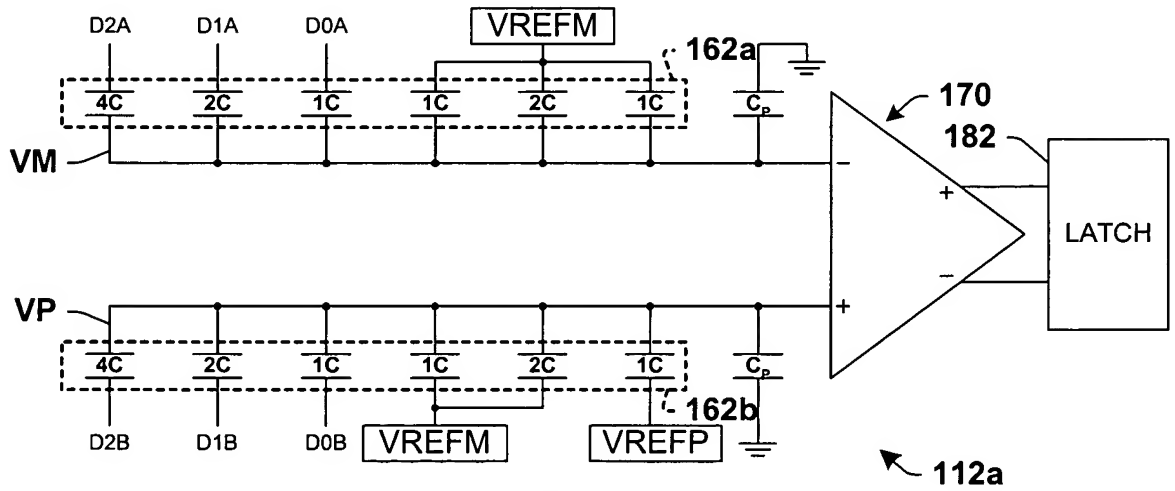 D2A D1A D0A VREFM
162a
4C 2C 1C 1C 2C 1C CP
170
182
VM
−
+
LATCH
−
VP
+
4C 2C 1C 1C 2C 1C CP
162b
D2B D1B D0B VREFM VREFP
112a